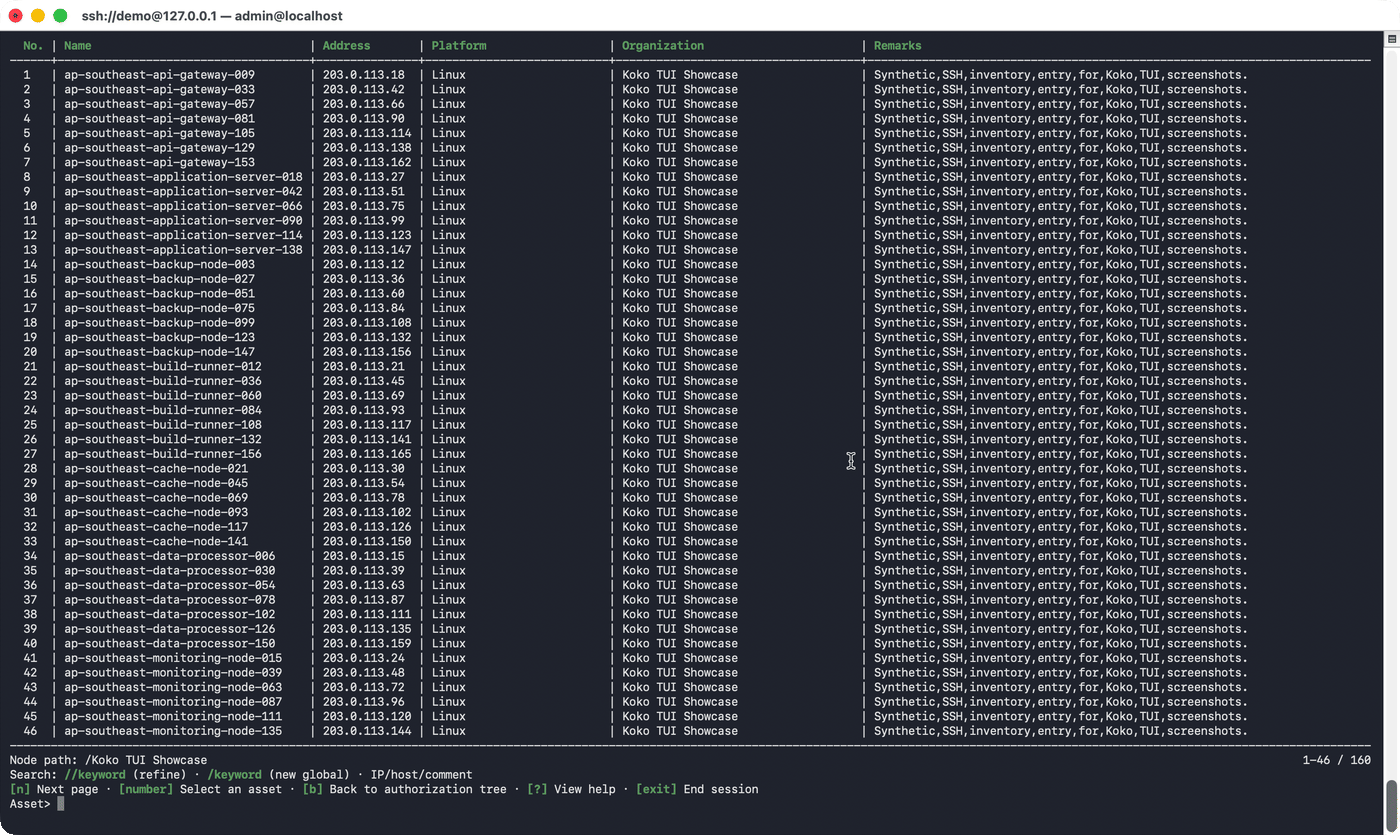 ssh://demo@127.0.0.1 — admin@localhost
No. | Name | Address | Platform | Organization | Remarks
1 | ap-southeast-api-gateway-009 | 203.0.113.18 | Linux | Koko TUI Showcase | Synthetic,SSH,inventory,entry,for,Koko,TUI,screenshots.
2 | ap-southeast-api-gateway-033 | 203.0.113.42 | Linux | Koko TUI Showcase | Synthetic,SSH,inventory,entry,for,Koko,TUI,screenshots.
3 | ap-southeast-api-gateway-057 | 203.0.113.66 | Linux | Koko TUI Showcase | Synthetic,SSH,inventory,entry,for,Koko,TUI,screenshots.
4 | ap-southeast-api-gateway-081 | 203.0.113.90 | Linux | Koko TUI Showcase | Synthetic,SSH,inventory,entry,for,Koko,TUI,screenshots.
5 | ap-southeast-api-gateway-105 | 203.0.113.114 | Linux | Koko TUI Showcase | Synthetic,SSH,inventory,entry,for,Koko,TUI,screenshots.
6 | ap-southeast-api-gateway-129 | 203.0.113.138 | Linux | Koko TUI Showcase | Synthetic,SSH,inventory,entry,for,Koko,TUI,screenshots.
7 | ap-southeast-api-gateway-153 | 203.0.113.162 | Linux | Koko TUI Showcase | Synthetic,SSH,inventory,entry,for,Koko,TUI,screenshots.
8 | ap-southeast-application-server-018 | 203.0.113.27 | Linux | Koko TUI Showcase | Synthetic,SSH,inventory,entry,for,Koko,TUI,screenshots.
9 | ap-southeast-application-server-042 | 203.0.113.51 | Linux | Koko TUI Showcase | Synthetic,SSH,inventory,entry,for,Koko,TUI,screenshots.
10 | ap-southeast-application-server-066 | 203.0.113.75 | Linux | Koko TUI Showcase | Synthetic,SSH,inventory,entry,for,Koko,TUI,screenshots.
11 | ap-southeast-application-server-090 | 203.0.113.99 | Linux | Koko TUI Showcase | Synthetic,SSH,inventory,entry,for,Koko,TUI,screenshots.
12 | ap-southeast-application-server-114 | 203.0.113.123 | Linux | Koko TUI Showcase | Synthetic,SSH,inventory,entry,for,Koko,TUI,screenshots.
13 | ap-southeast-application-server-138 | 203.0.113.147 | Linux | Koko TUI Showcase | Synthetic,SSH,inventory,entry,for,Koko,TUI,screenshots.
14 | ap-southeast-backup-node-003 | 203.0.113.12 | Linux | Koko TUI Showcase | Synthetic,SSH,inventory,entry,for,Koko,TUI,screenshots.
15 | ap-southeast-backup-node-027 | 203.0.113.36 | Linux | Koko TUI Showcase | Synthetic,SSH,inventory,entry,for,Koko,TUI,screenshots.
16 | ap-southeast-backup-node-051 | 203.0.113.60 | Linux | Koko TUI Showcase | Synthetic,SSH,inventory,entry,for,Koko,TUI,screenshots.
17 | ap-southeast-backup-node-075 | 203.0.113.84 | Linux | Koko TUI Showcase | Synthetic,SSH,inventory,entry,for,Koko,TUI,screenshots.
18 | ap-southeast-backup-node-099 | 203.0.113.108 | Linux | Koko TUI Showcase | Synthetic,SSH,inventory,entry,for,Koko,TUI,screenshots.
19 | ap-southeast-backup-node-123 | 203.0.113.132 | Linux | Koko TUI Showcase | Synthetic,SSH,inventory,entry,for,Koko,TUI,screenshots.
20 | ap-southeast-backup-node-147 | 203.0.113.156 | Linux | Koko TUI Showcase | Synthetic,SSH,inventory,entry,for,Koko,TUI,screenshots.
21 | ap-southeast-build-runner-012 | 203.0.113.21 | Linux | Koko TUI Showcase | Synthetic,SSH,inventory,entry,for,Koko,TUI,screenshots.
22 | ap-southeast-build-runner-036 | 203.0.113.45 | Linux | Koko TUI Showcase | Synthetic,SSH,inventory,entry,for,Koko,TUI,screenshots.
23 | ap-southeast-build-runner-060 | 203.0.113.69 | Linux | Koko TUI Showcase | Synthetic,SSH,inventory,entry,for,Koko,TUI,screenshots.
24 | ap-southeast-build-runner-084 | 203.0.113.93 | Linux | Koko TUI Showcase | Synthetic,SSH,inventory,entry,for,Koko,TUI,screenshots.
25 | ap-southeast-build-runner-108 | 203.0.113.117 | Linux | Koko TUI Showcase | Synthetic,SSH,inventory,entry,for,Koko,TUI,screenshots.
26 | ap-southeast-build-runner-132 | 203.0.113.141 | Linux | Koko TUI Showcase | Synthetic,SSH,inventory,entry,for,Koko,TUI,screenshots.
27 | ap-southeast-build-runner-156 | 203.0.113.165 | Linux | Koko TUI Showcase | Synthetic,SSH,inventory,entry,for,Koko,TUI,screenshots.
28 | ap-southeast-cache-node-021 | 203.0.113.30 | Linux | Koko TUI Showcase | Synthetic,SSH,inventory,entry,for,Koko,TUI,screenshots.
29 | ap-southeast-cache-node-045 | 203.0.113.54 | Linux | Koko TUI Showcase | Synthetic,SSH,inventory,entry,for,Koko,TUI,screenshots.
30 | ap-southeast-cache-node-069 | 203.0.113.78 | Linux | Koko TUI Showcase | Synthetic,SSH,inventory,entry,for,Koko,TUI,screenshots.
31 | ap-southeast-cache-node-093 | 203.0.113.102 | Linux | Koko TUI Showcase | Synthetic,SSH,inventory,entry,for,Koko,TUI,screenshots.
32 | ap-southeast-cache-node-117 | 203.0.113.126 | Linux | Koko TUI Showcase | Synthetic,SSH,inventory,entry,for,Koko,TUI,screenshots.
33 | ap-southeast-cache-node-141 | 203.0.113.150 | Linux | Koko TUI Showcase | Synthetic,SSH,inventory,entry,for,Koko,TUI,screenshots.
34 | ap-southeast-data-processor-006 | 203.0.113.15 | Linux | Koko TUI Showcase | Synthetic,SSH,inventory,entry,for,Koko,TUI,screenshots.
35 | ap-southeast-data-processor-030 | 203.0.113.39 | Linux | Koko TUI Showcase | Synthetic,SSH,inventory,entry,for,Koko,TUI,screenshots.
36 | ap-southeast-data-processor-054 | 203.0.113.63 | Linux | Koko TUI Showcase | Synthetic,SSH,inventory,entry,for,Koko,TUI,screenshots.
37 | ap-southeast-data-processor-078 | 203.0.113.87 | Linux | Koko TUI Showcase | Synthetic,SSH,inventory,entry,for,Koko,TUI,screenshots.
38 | ap-southeast-data-processor-102 | 203.0.113.111 | Linux | Koko TUI Showcase | Synthetic,SSH,inventory,entry,for,Koko,TUI,screenshots.
39 | ap-southeast-data-processor-126 | 203.0.113.135 | Linux | Koko TUI Showcase | Synthetic,SSH,inventory,entry,for,Koko,TUI,screenshots.
40 | ap-southeast-data-processor-150 | 203.0.113.159 | Linux | Koko TUI Showcase | Synthetic,SSH,inventory,entry,for,Koko,TUI,screenshots.
41 | ap-southeast-monitoring-node-015 | 203.0.113.24 | Linux | Koko TUI Showcase | Synthetic,SSH,inventory,entry,for,Koko,TUI,screenshots.
42 | ap-southeast-monitoring-node-039 | 203.0.113.48 | Linux | Koko TUI Showcase | Synthetic,SSH,inventory,entry,for,Koko,TUI,screenshots.
43 | ap-southeast-monitoring-node-063 | 203.0.113.72 | Linux | Koko TUI Showcase | Synthetic,SSH,inventory,entry,for,Koko,TUI,screenshots.
44 | ap-southeast-monitoring-node-087 | 203.0.113.96 | Linux | Koko TUI Showcase | Synthetic,SSH,inventory,entry,for,Koko,TUI,screenshots.
45 | ap-southeast-monitoring-node-111 | 203.0.113.120 | Linux | Koko TUI Showcase | Synthetic,SSH,inventory,entry,for,Koko,TUI,screenshots.
46 | ap-southeast-monitoring-node-135 | 203.0.113.144 | Linux | Koko TUI Showcase | Synthetic,SSH,inventory,entry,for,Koko,TUI,screenshots.
Node path: /Koko TUI Showcase 1-46 / 160
Search: //keyword (refine) · /keyword (new global) · IP/host/comment
[n] Next page · [number] Select an asset · [b] Back to authorization tree · [?] View help · [exit] End session
Asset>